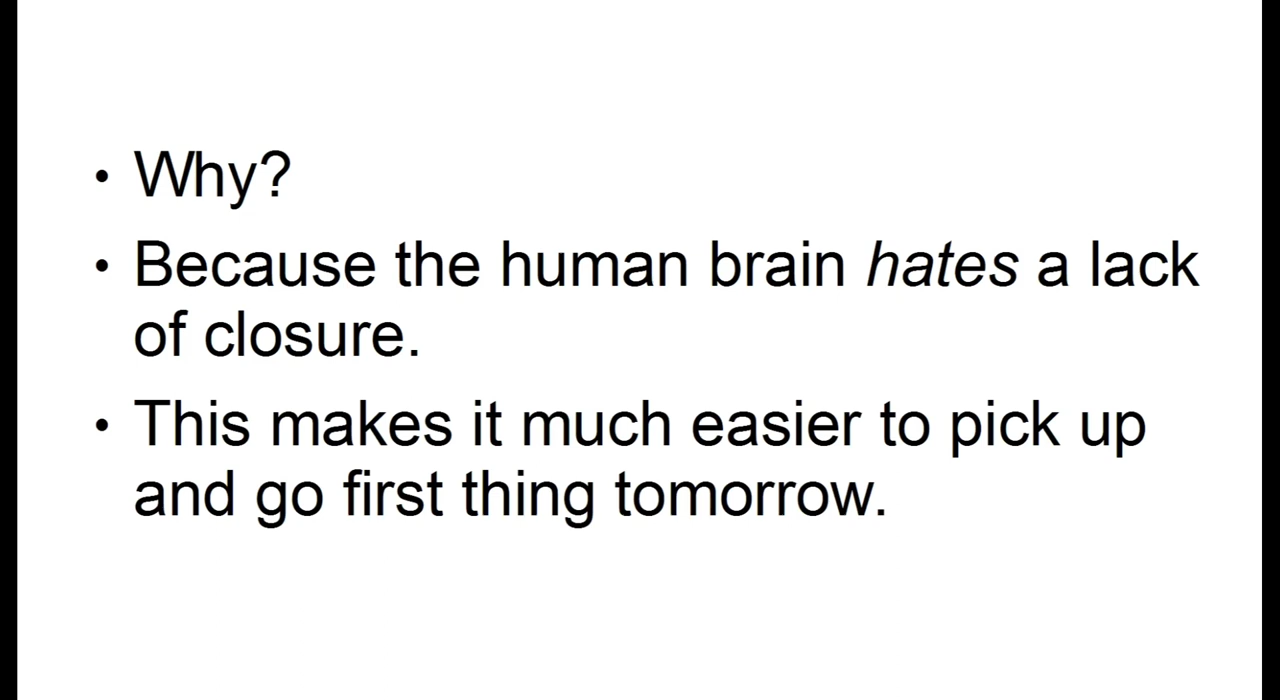 • Why?
• Because the human brain hates a lack
of closure.
• This makes it much easier to pick up
and go first thing tomorrow.